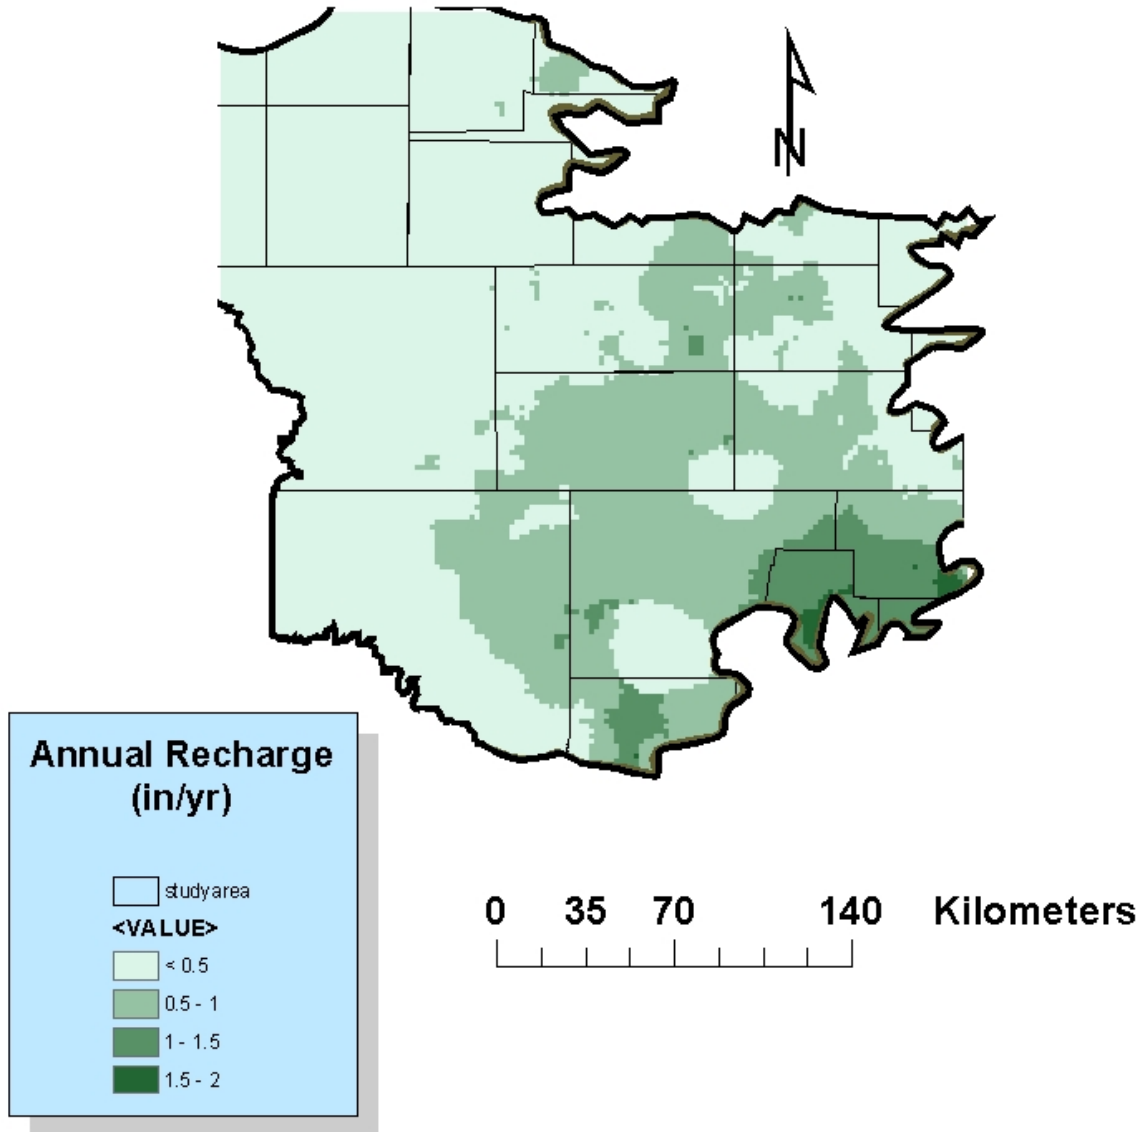 N
Annual Recharge
(in/yr)
studyarea
<VALUE>
< 0.5
0.5 - 1
1 - 1.5
1.5 - 2
0 35 70 140 Kilometers